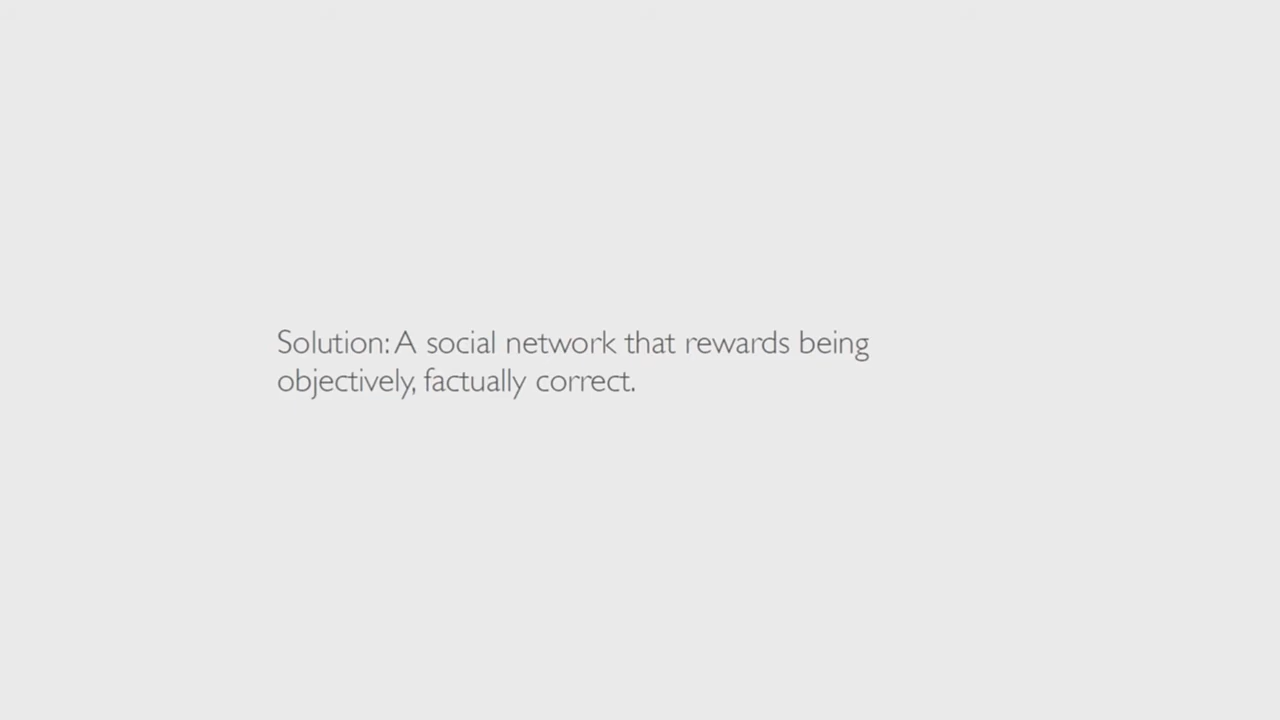 Solution: A social network that rewards being
objectively, factually correct.